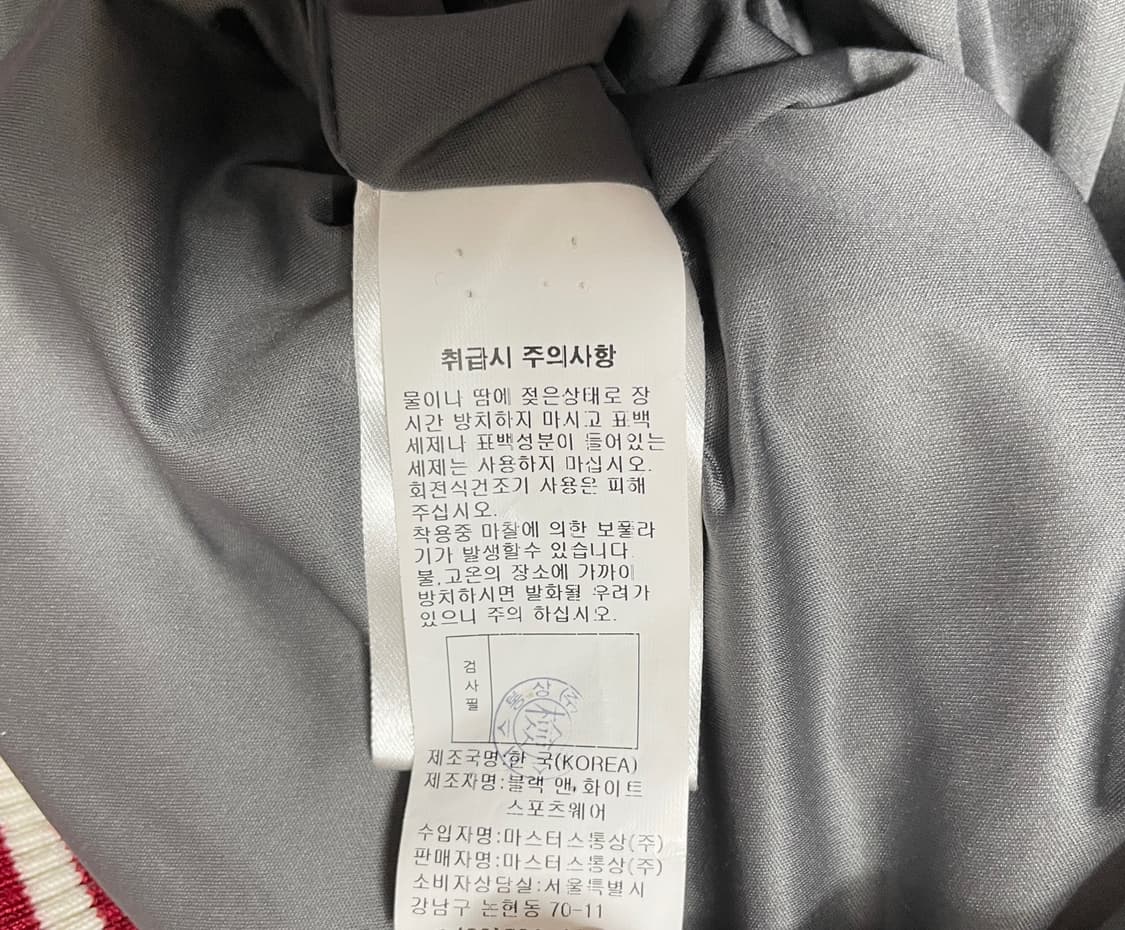 취급시 주의사항
물이나 땀에 젖은상태로 장
시간 방치하지 마시고 표백
세제나 표백성분이 들어있는
세제는 사용하지 마십시오.
회전식건조기 사용은 피해
주십시오.
착용중 마찰에 의한 보풀라
기가 발생할수 있습니다.
불,고온의 장소에 가까이
방치하시면 발화될 우려가
있으니 주의 하십시오.
검사필
스통상(주)
제조국명:한 국(KOREA)
제조자명:블랙 앤,화이트
스포츠웨어
수입자명:마스터스통상(주)
판매자명:마스터스통상(주)
소비자상담실:서울특별시
강남구 논현동 70-11